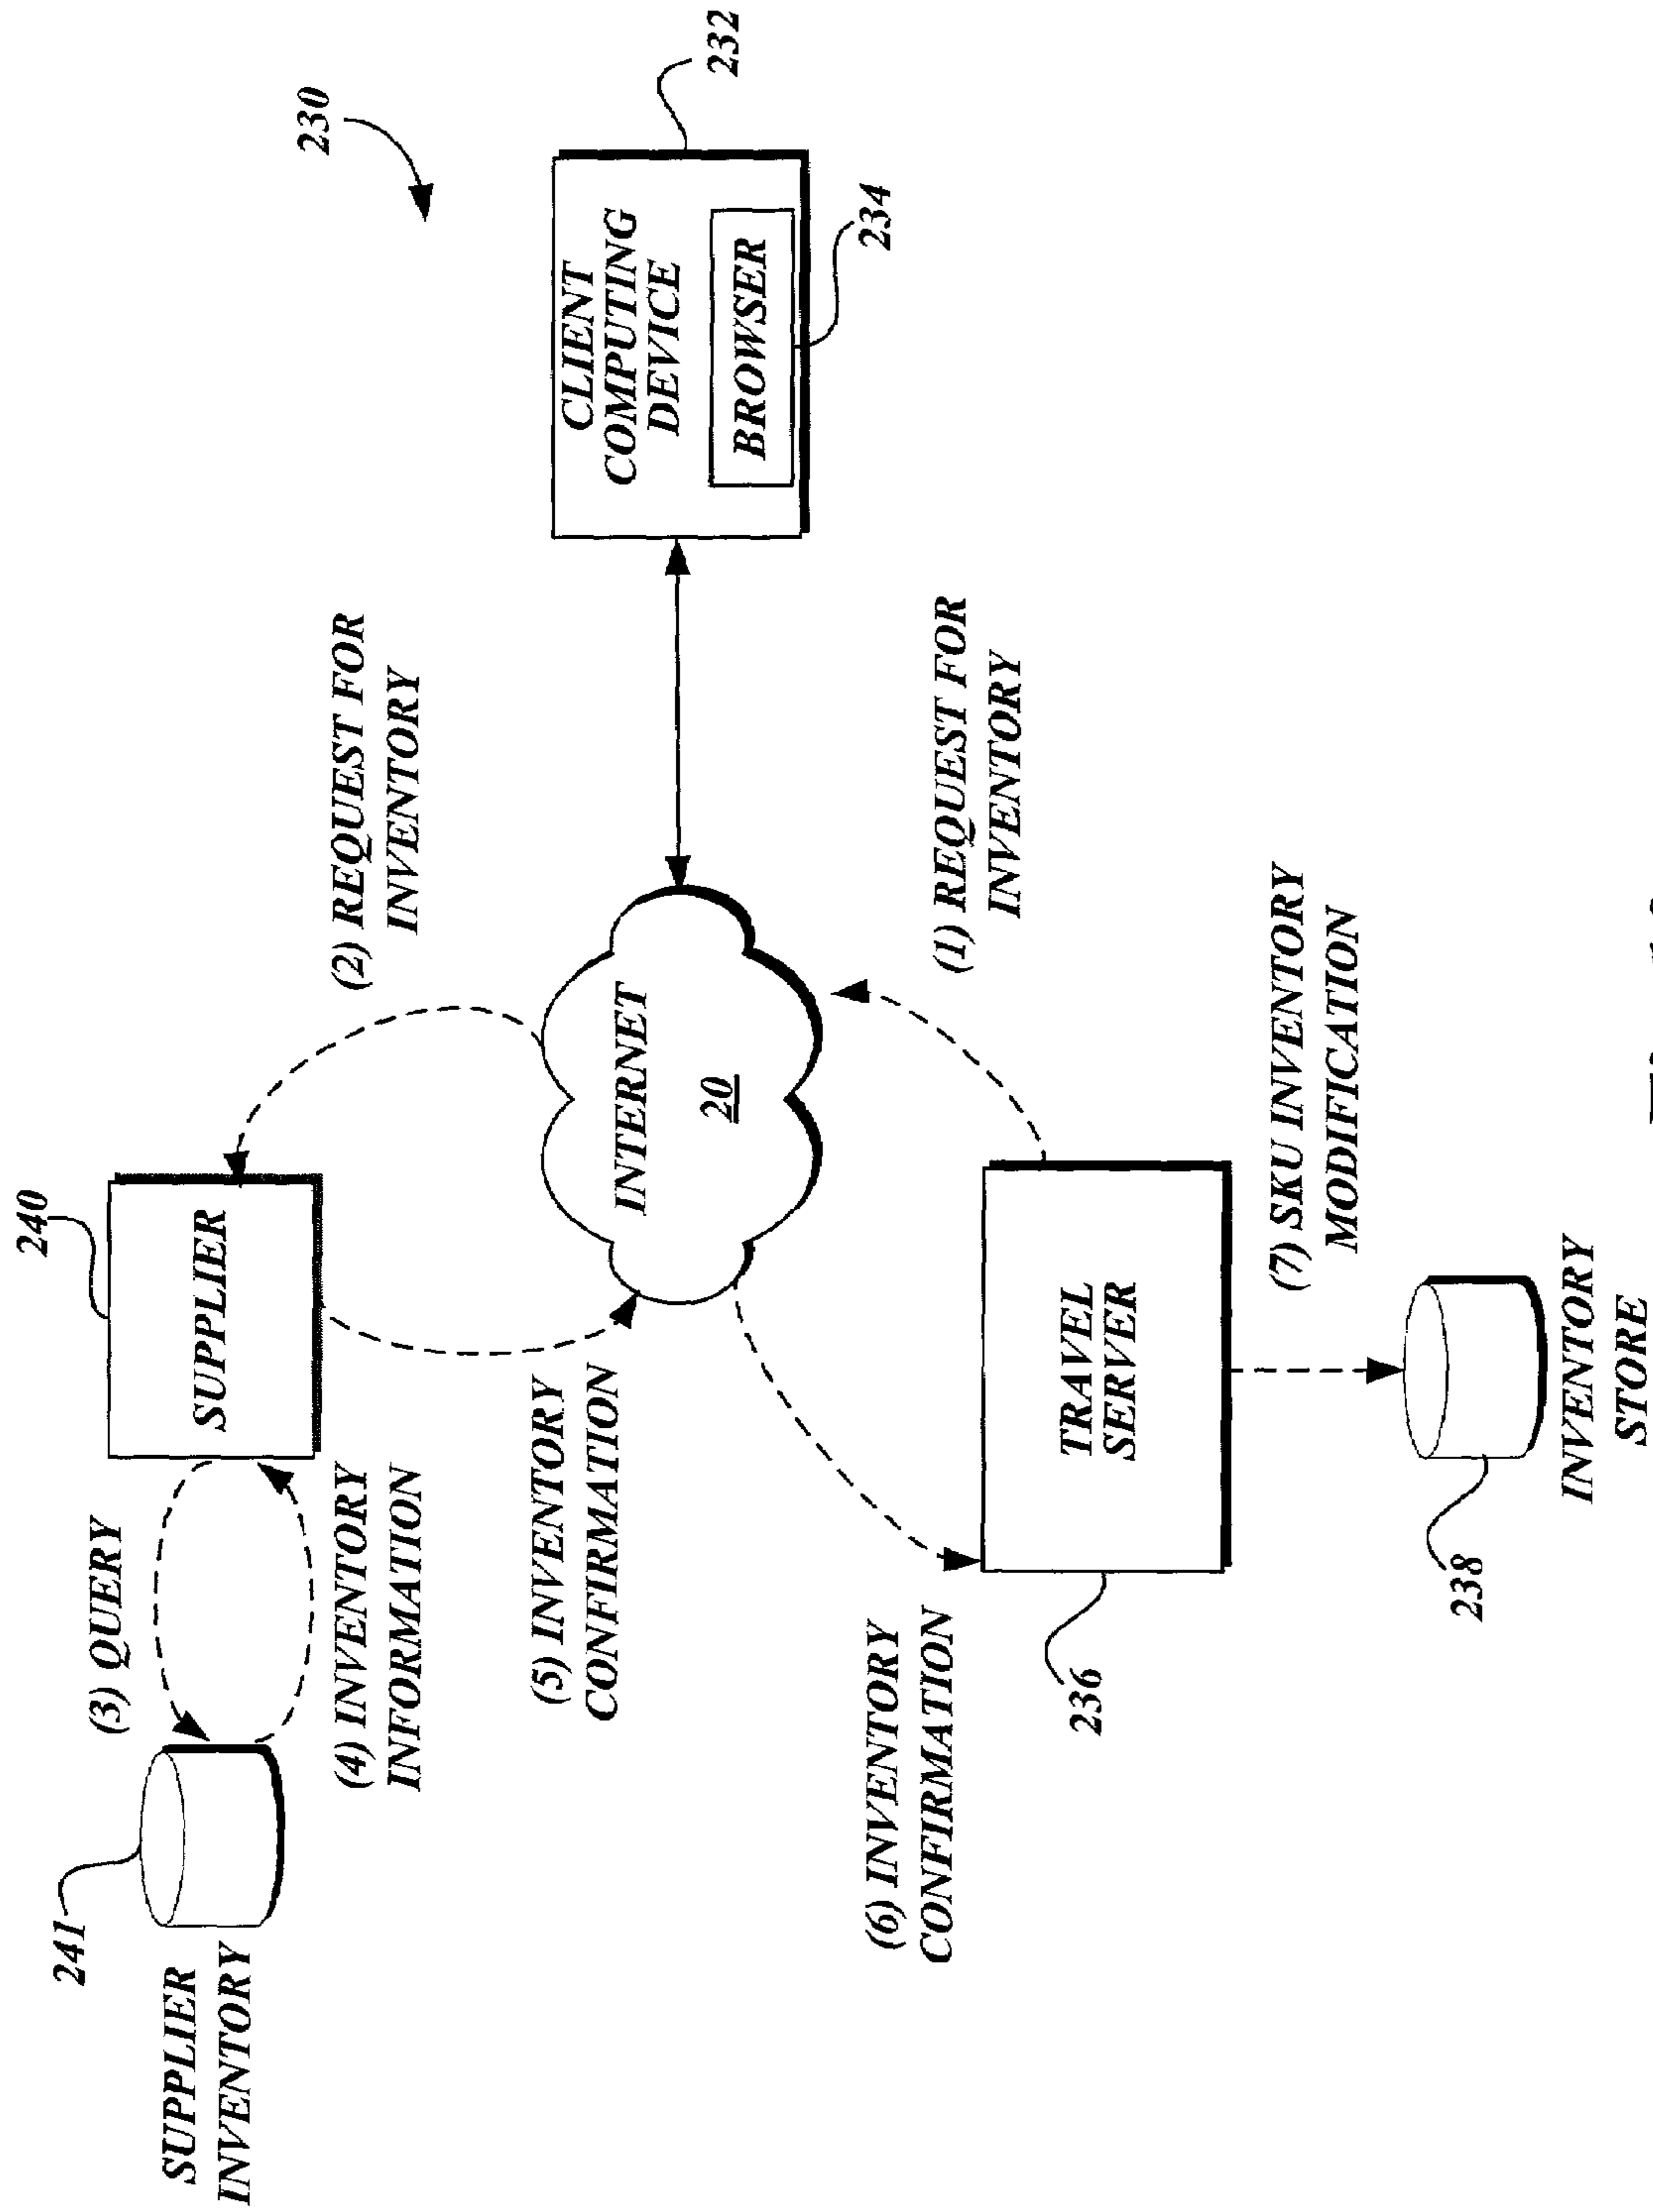 230
CLIENT
COMPUTING
DEVICE
232
BROWSER
234
(2) REQUEST FOR
INVENTORY
(1) REQUEST FOR
INVENTORY
INTERNET
20
240
SUPPLIER
(3) QUERY
(4) INVENTORY
INFORMATION
241
SUPPLIER
INVENTORY
(5) INVENTORY
CONFIRMATION
(6) INVENTORY
CONFIRMATION
TRAVEL
SERVER
236
(7) SKU INVENTORY
MODIFICATION
238
INVENTORY
STORE